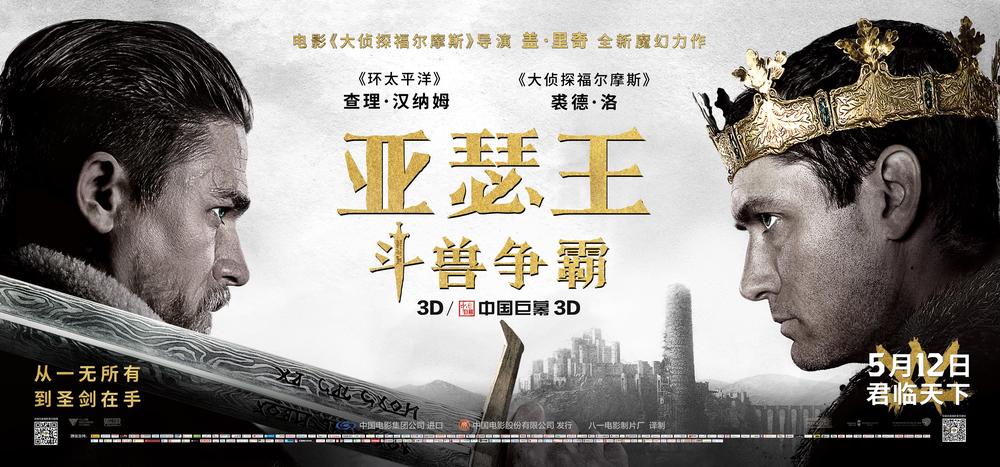 电影《大侦探福尔摩斯》导演 盖·里奇 全新魔幻力作
《环太平洋》
查理·汉纳姆
《大侦探福尔摩斯》
裘德·洛
亚瑟王
斗兽争霸
3D/中国巨幕3D
从一无所有
到圣剑在手
5月12日
君临天下
中国电影集团公司 进口 中国电影股份有限公司 发行 八一电影制片厂 译制